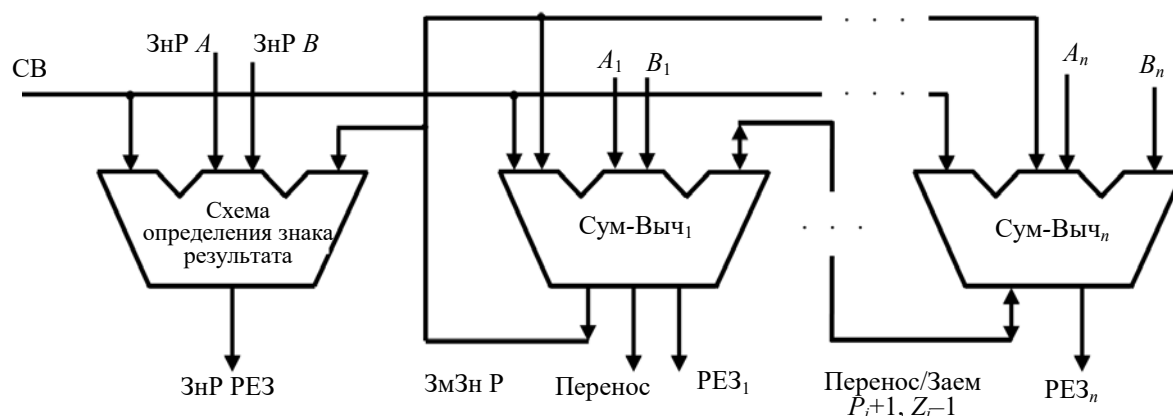 ЗнР A
ЗнР B
СВ
A1
B1
An
Bn
Схема
определения знака
результата
Сум-Выч1
Сум-Вычn
ЗнР РЕЗ
ЗмЗн Р
Перенос
РЕЗ1
Перенос/Заем
Pi+1, Zi–1
РЕЗn